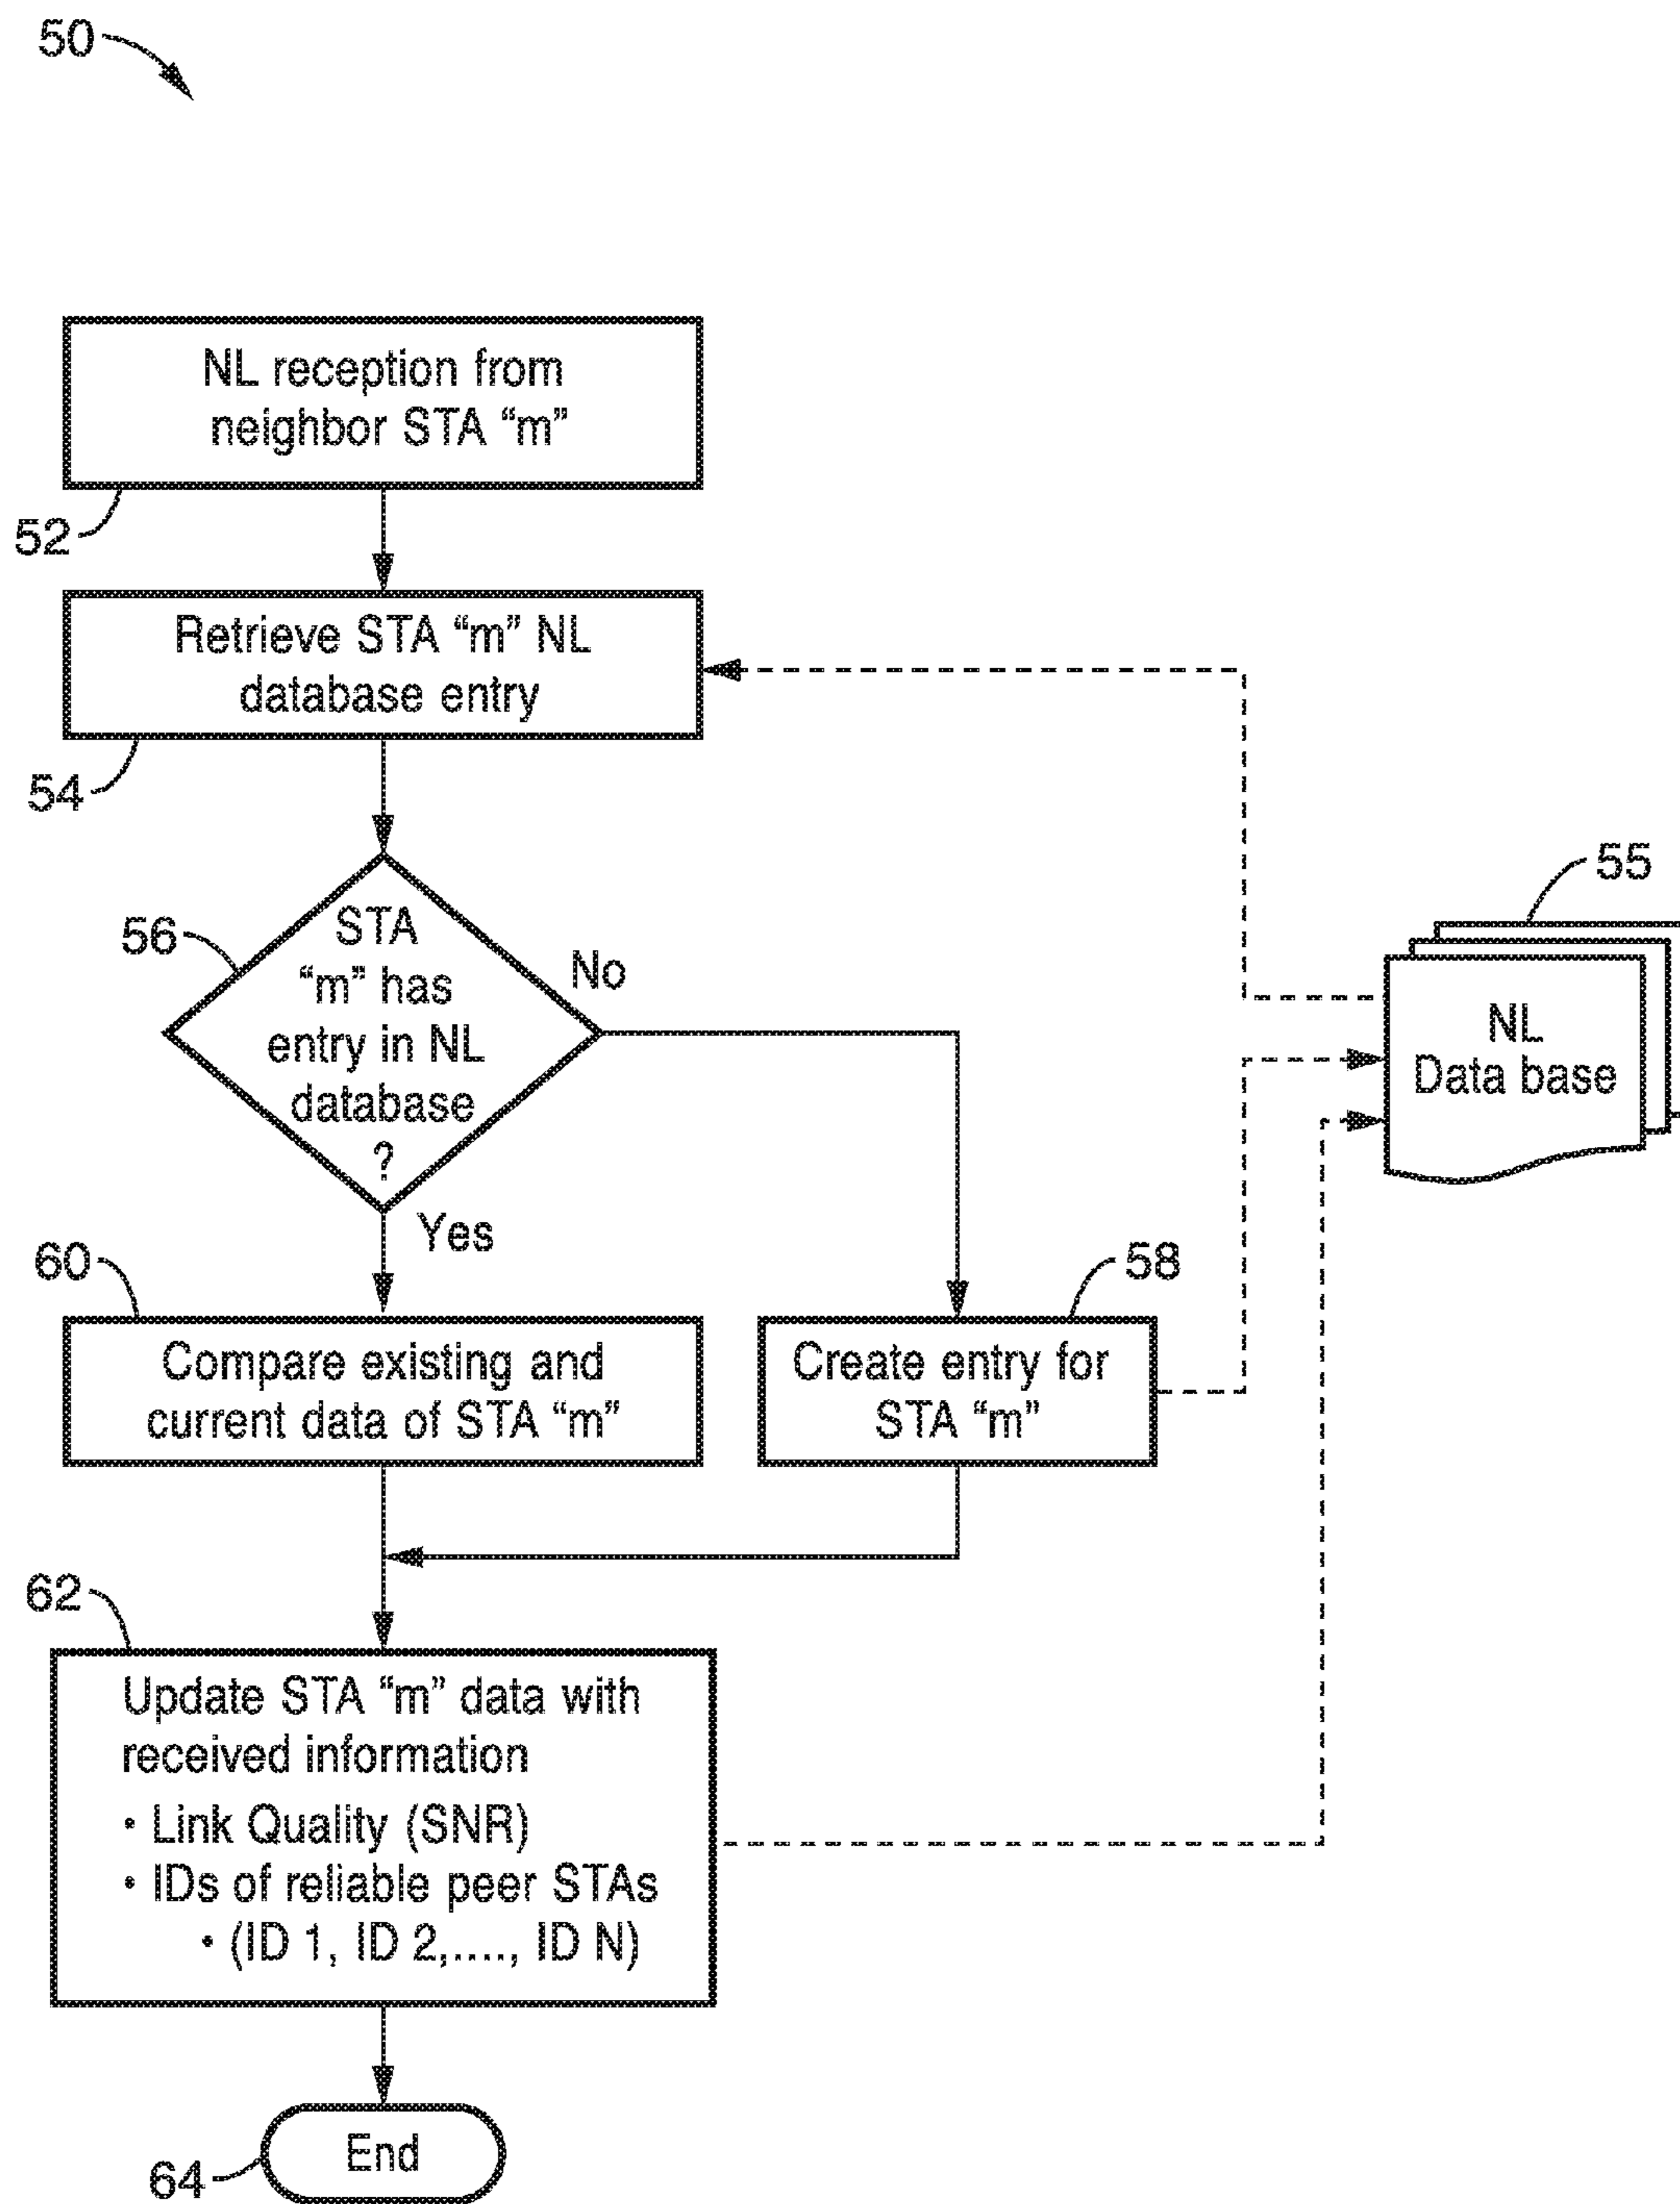 50
NL reception from
neighbor STA “m”
52
Retrieve STA “m” NL
database entry
54
55
56
STA
“m” has
entry in NL
database
?
No
Yes
NL
Data base
60
Compare existing and
current data of STA “m”
58
Create entry for
STA “m”
62
Update STA “m” data with
received information
• Link Quality (SNR)
• IDs of reliable peer STAs
• (ID 1, ID 2,...., ID N)
End
64